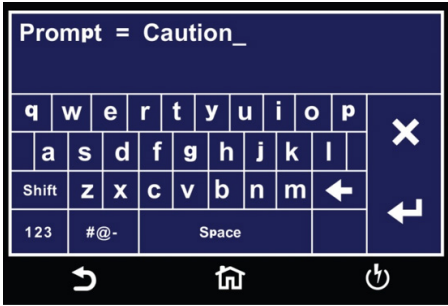 Prompt = Caution_
q w e r t y u i o p
a s d f g h j k l
Shift z x c v b n m
123 #@- Space